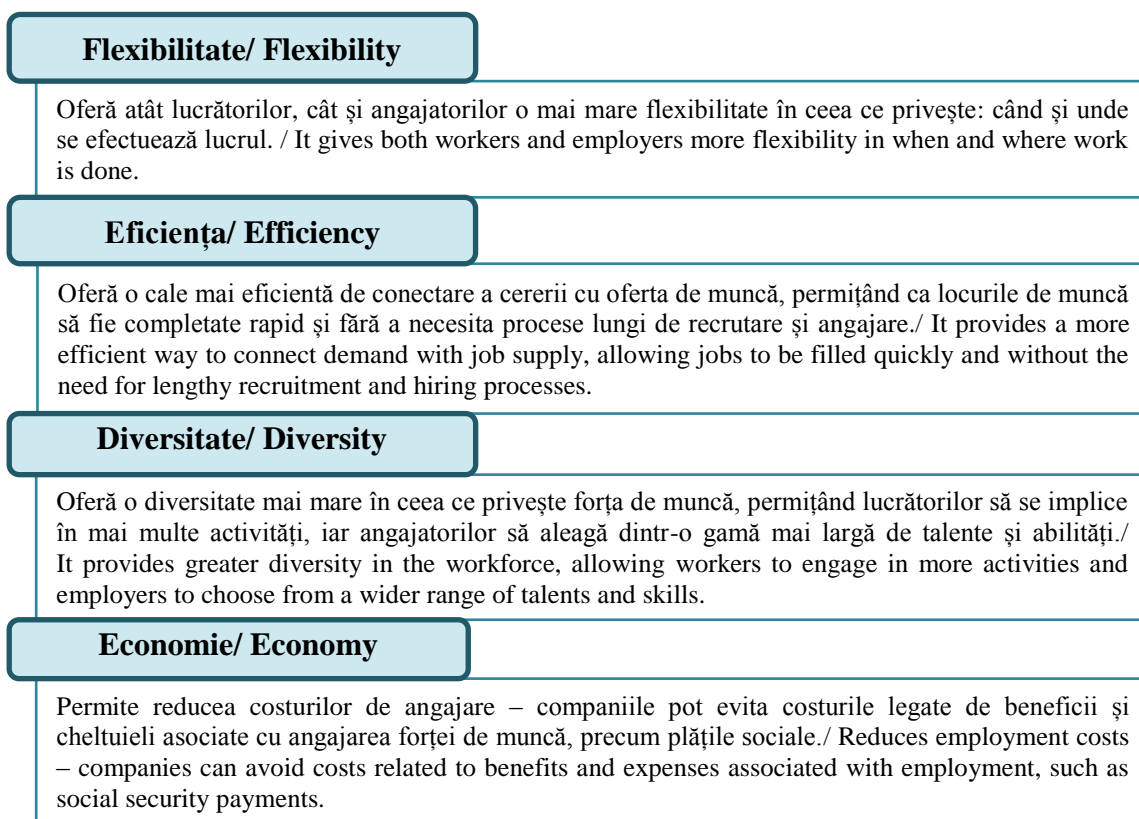 Flexibilitate/ Flexibility
Oferă atât lucrătorilor, cât și angajatorilor o mai mare flexibilitate în ceea ce privește: când și unde
se efectuează lucrul. / It gives both workers and employers more flexibility in when and where work
is done.
Eficiența/ Efficiency
Oferă o cale mai eficientă de conectare a cererii cu oferta de muncă, permițând ca locurile de muncă
să fie completate rapid și fără a necesita procese lungi de recrutare și angajare./ It provides a more
efficient way to connect demand with job supply, allowing jobs to be filled quickly and without the
need for lengthy recruitment and hiring processes.
Diversitate/ Diversity
Oferă o diversitate mai mare în ceea ce privește forța de muncă, permițând lucrătorilor să se implice
în mai multe activități, iar angajatorilor să aleagă dintr-o gamă mai largă de talente și abilități./
It provides greater diversity in the workforce, allowing workers to engage in more activities and
employers to choose from a wider range of talents and skills.
Economie/ Economy
Permite reducea costurilor de angajare – companiile pot evita costurile legate de beneficii și
cheltuieli asociate cu angajarea forței de muncă, precum plățile sociale./ Reduces employment costs
– companies can avoid costs related to benefits and expenses associated with employment, such as
social security payments.